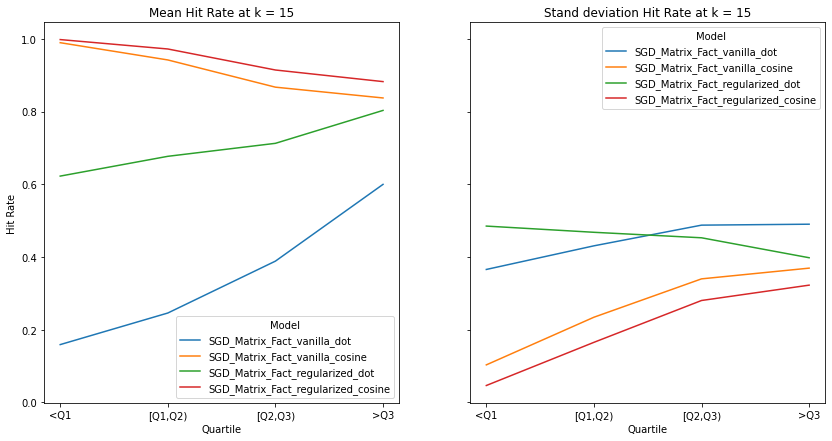 Mean Hit Rate at k = 15
Hit Rate
1.0
0.8
0.6
0.4
0.2
0.0
Model
SGD_Matrix_Fact_vanilla_dot
SGD_Matrix_Fact_vanilla_cosine
SGD_Matrix_Fact_regularized_dot
SGD_Matrix_Fact_regularized_cosine
<Q1
[Q1,Q2)
[Q2,Q3)
>Q3
Quartile
Stand deviation Hit Rate at k = 15
Model
SGD_Matrix_Fact_vanilla_dot
SGD_Matrix_Fact_vanilla_cosine
SGD_Matrix_Fact_regularized_dot
SGD_Matrix_Fact_regularized_cosine
<Q1
[Q1,Q2)
[Q2,Q3)
>Q3
Quartile